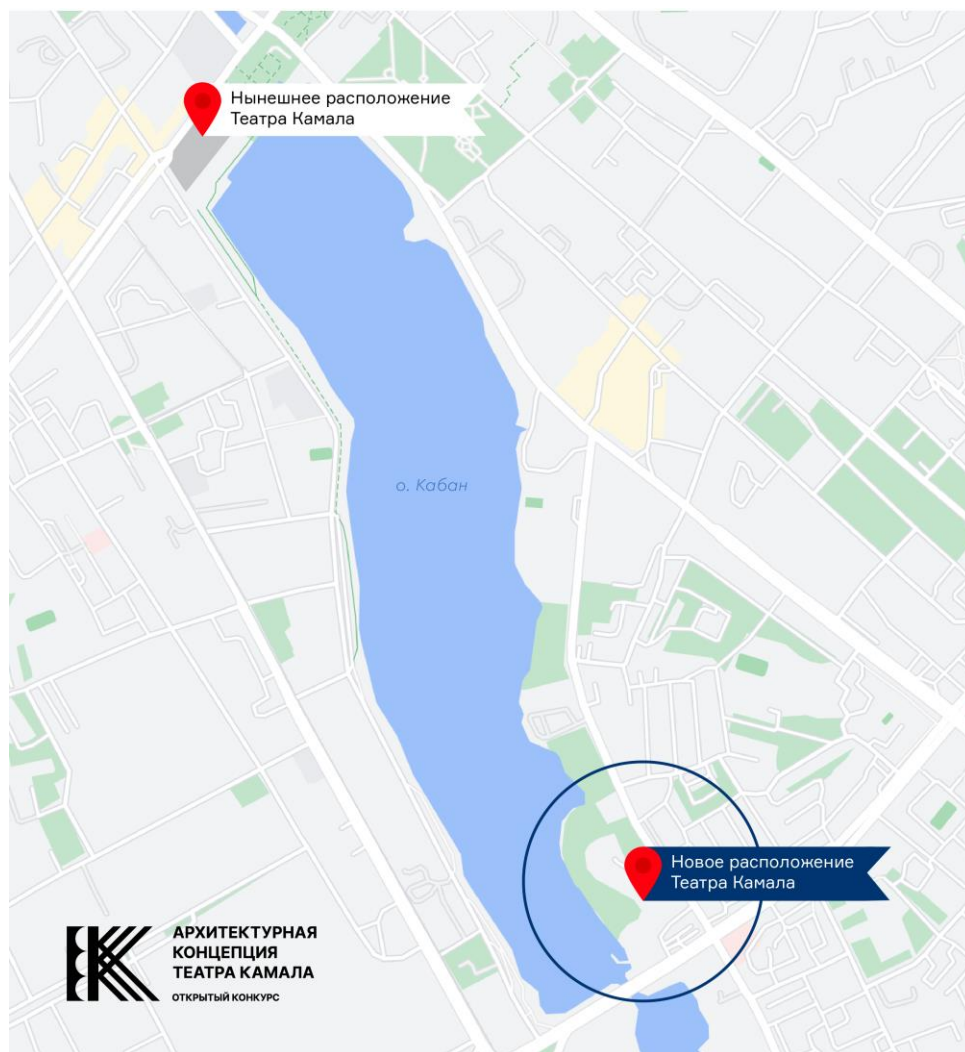 Нынешнее расположение
Театра Камала
о. Кабан
Новое расположение
Театра Камала
АРХИТЕКТУРНАЯ
КОНЦЕПЦИЯ
ТЕАТРА КАМАЛА
ОТКРЫТЫЙ КОНКУРС